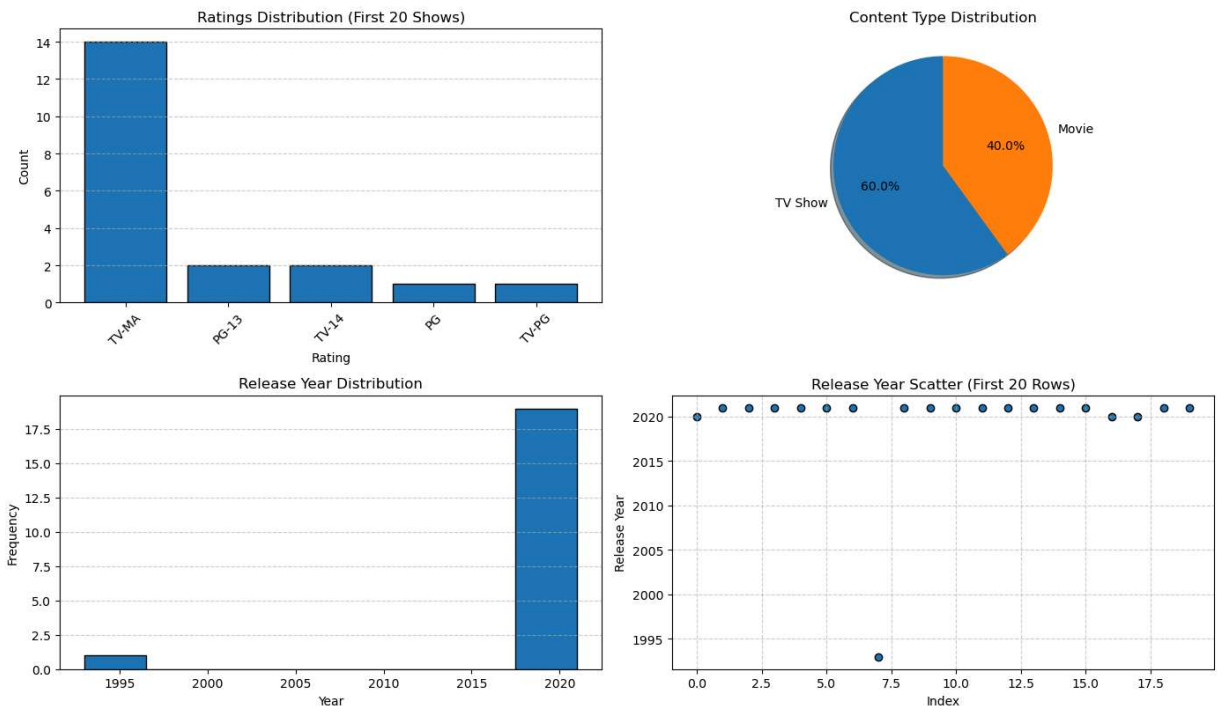 Ratings Distribution (First 20 Shows)
14
12
10
8
6
4
2
0
Count
TV-MA
PG-13
TV-14
PG
TV-PG
Rating
Content Type Distribution
Movie
40.0%
60.0%
TV Show
Release Year Distribution
17.5
15.0
12.5
10.0
7.5
5.0
2.5
0.0
Frequency
1995 2000 2005 2010 2015 2020
Year
Release Year Scatter (First 20 Rows)
2020
2015
2010
2005
2000
1995
Release Year
0.0 2.5 5.0 7.5 10.0 12.5 15.0 17.5
Index